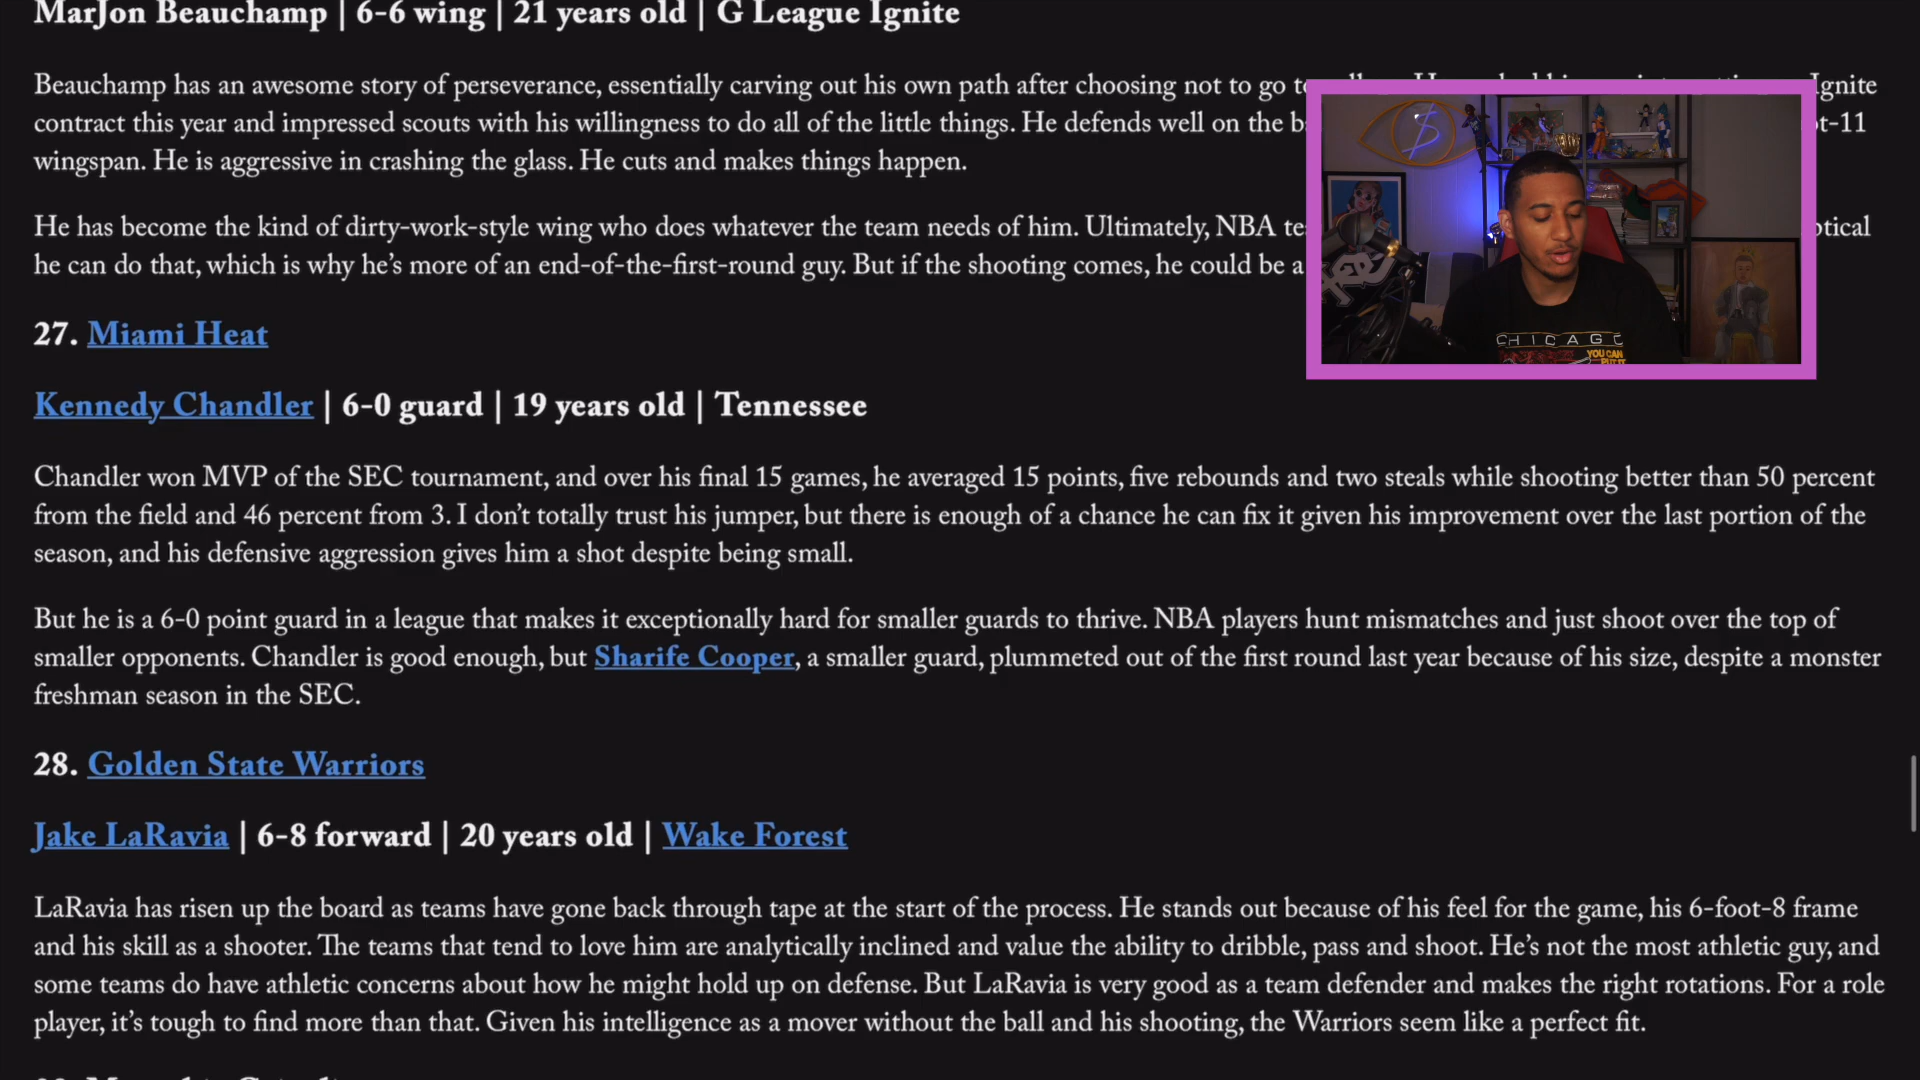 MarJon Beauchamp | 6-6 wing | 21 years old | G League Ignite
Beauchamp has an awesome story of perseverance, essentially carving out his own path after choosing not to go to Ignite
contract this year and impressed scouts with his willingness to do all of the little things. He defends well on the b t-11
wingspan. He is aggressive in crashing the glass. He cuts and makes things happen.
He has become the kind of dirty-work-style wing who does whatever the team needs of him. Ultimately, NBA te ptical
he can do that, which is why he’s more of an end-of-the-first-round guy. But if the shooting comes, he could be a
27. Miami Heat
CHICAGO
YOU CAN
PUT IT
Kennedy Chandler | 6-0 guard | 19 years old | Tennessee
Chandler won MVP of the SEC tournament, and over his final 15 games, he averaged 15 points, five rebounds and two steals while shooting better than 50 percent
from the field and 46 percent from 3. I don’t totally trust his jumper, but there is enough of a chance he can fix it given his improvement over the last portion of the
season, and his defensive aggression gives him a shot despite being small.
But he is a 6-0 point guard in a league that makes it exceptionally hard for smaller guards to thrive. NBA players hunt mismatches and just shoot over the top of
smaller opponents. Chandler is good enough, but Sharife Cooper, a smaller guard, plummeted out of the first round last year because of his size, despite a monster
freshman season in the SEC.
28. Golden State Warriors
Jake LaRavia | 6-8 forward | 20 years old | Wake Forest
LaRavia has risen up the board as teams have gone back through tape at the start of the process. He stands out because of his feel for the game, his 6-foot-8 frame
and his skill as a shooter. The teams that tend to love him are analytically inclined and value the ability to dribble, pass and shoot. He’s not the most athletic guy, and
some teams do have athletic concerns about how he might hold up on defense. But LaRavia is very good as a team defender and makes the right rotations. For a role
player, it’s tough to find more than that. Given his intelligence as a mover without the ball and his shooting, the Warriors seem like a perfect fit.